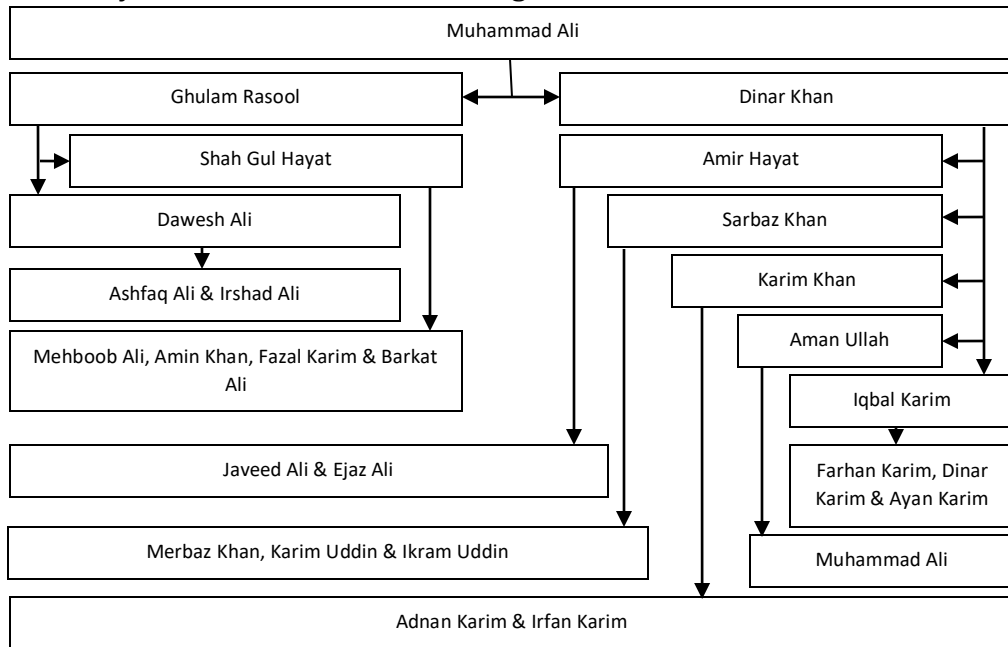 Muhammad Ali
Ghulam Rasool
Dinar Khan
Shah Gul Hayat
Amir Hayat
Dawesh Ali
Sarbaz Khan
Ashfaq Ali & Irshad Ali
Karim Khan
Mehboob Ali, Amin Khan, Fazal Karim & Barkat
Ali
Aman Ullah
Iqbal Karim
Javeed Ali & Ejaz Ali
Farhan Karim, Dinar
Karim & Ayan Karim
Merbaz Khan, Karim Uddin & Ikram Uddin
Muhammad Ali
Adnan Karim & Irfan Karim